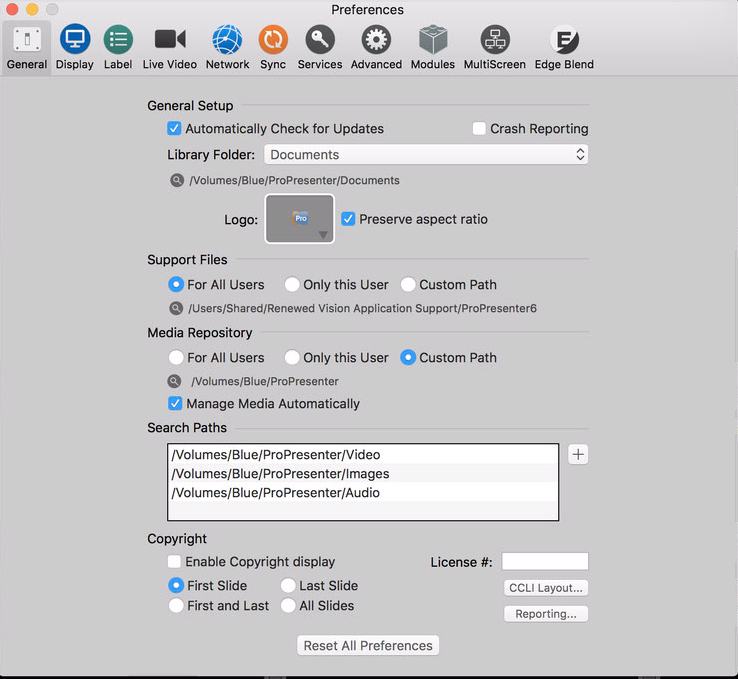 Preferences
General Display Label Live Video Network Sync Services Advanced Modules MultiScreen Edge Blend
General Setup
Automatically Check for Updates Crash Reporting
Library Folder: Documents
/Volumes/Blue/ProPresenter/Documents
Logo: Pro Preserve aspect ratio
Support Files
For All Users Only this User Custom Path
/Users/Shared/Renewed Vision Application Support/ProPresenter6
Media Repository
For All Users Only this User Custom Path
/Volumes/Blue/ProPresenter
Manage Media Automatically
Search Paths
/Volumes/Blue/ProPresenter/Video
/Volumes/Blue/ProPresenter/Images
/Volumes/Blue/ProPresenter/Audio
Copyright
Enable Copyright display License #:
First Slide Last Slide CCLI Layout...
First and Last All Slides Reporting...
Reset All Preferences